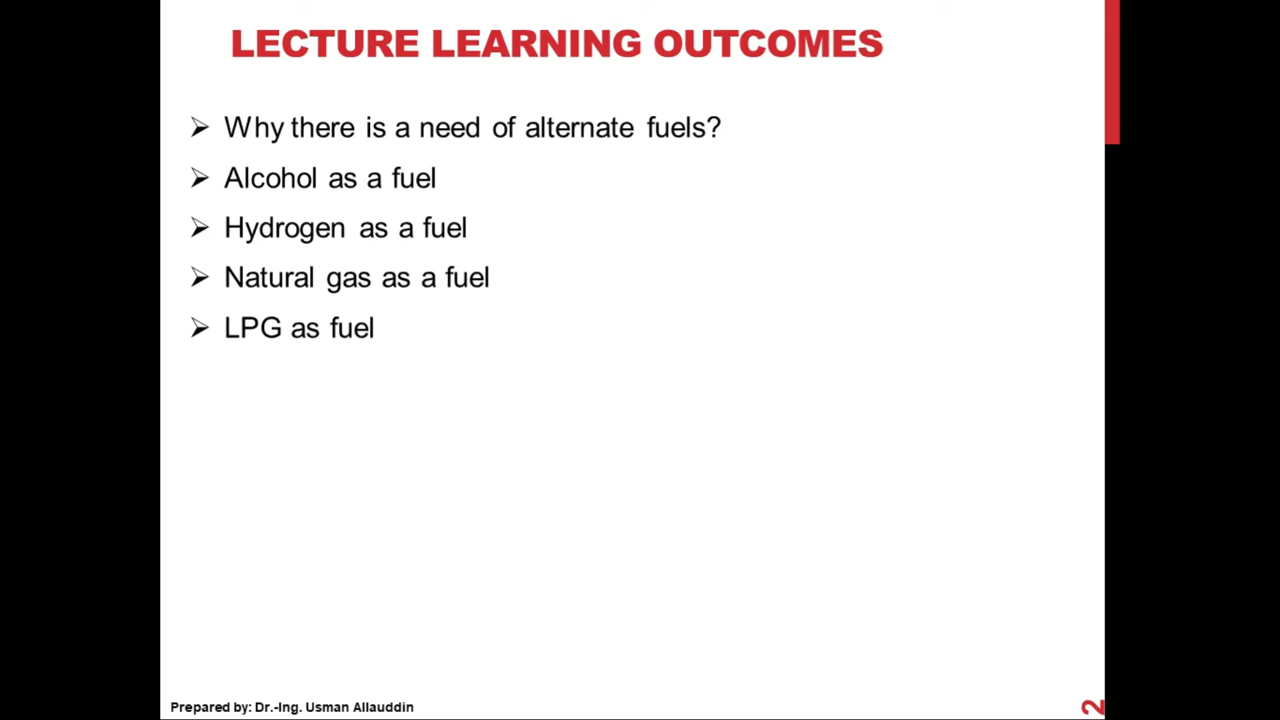 LECTURE LEARNING OUTCOMES
Why there is a need of alternate fuels?
Alcohol as a fuel
Hydrogen as a fuel
Natural gas as a fuel
LPG as fuel
Prepared by: Dr.-Ing. Usman Allauddin
2